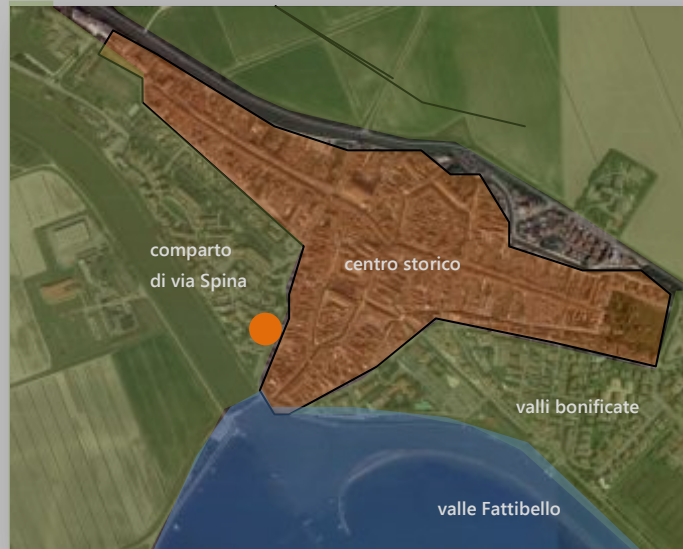 comparto
di via Spina
centro storico
valli bonificate
valle Fattibello